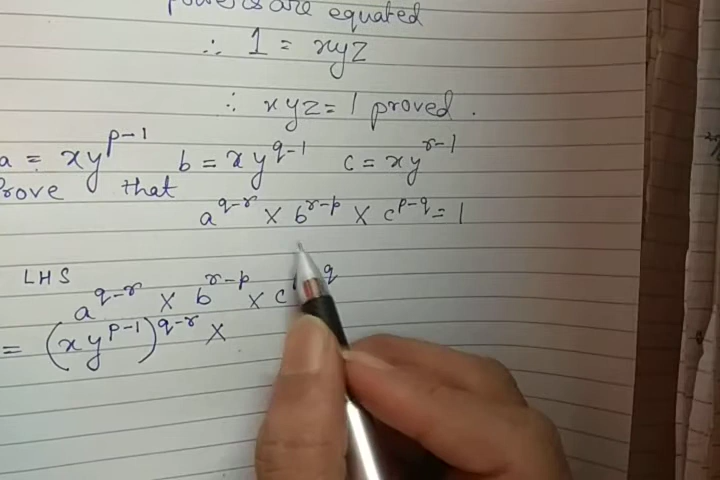 powers are equated
∴ 1 = xyz
∴ xyz = 1 proved.
a = xy^{p-1} b = xy^{q-1} c = xy^{r-1}
Prove that
a^{q-r} × b^{r-p} × c^{p-q} = 1
LHS
a^{q-r} × b^{r-p} × c q
= (xy^{p-1})^{q-r} ×